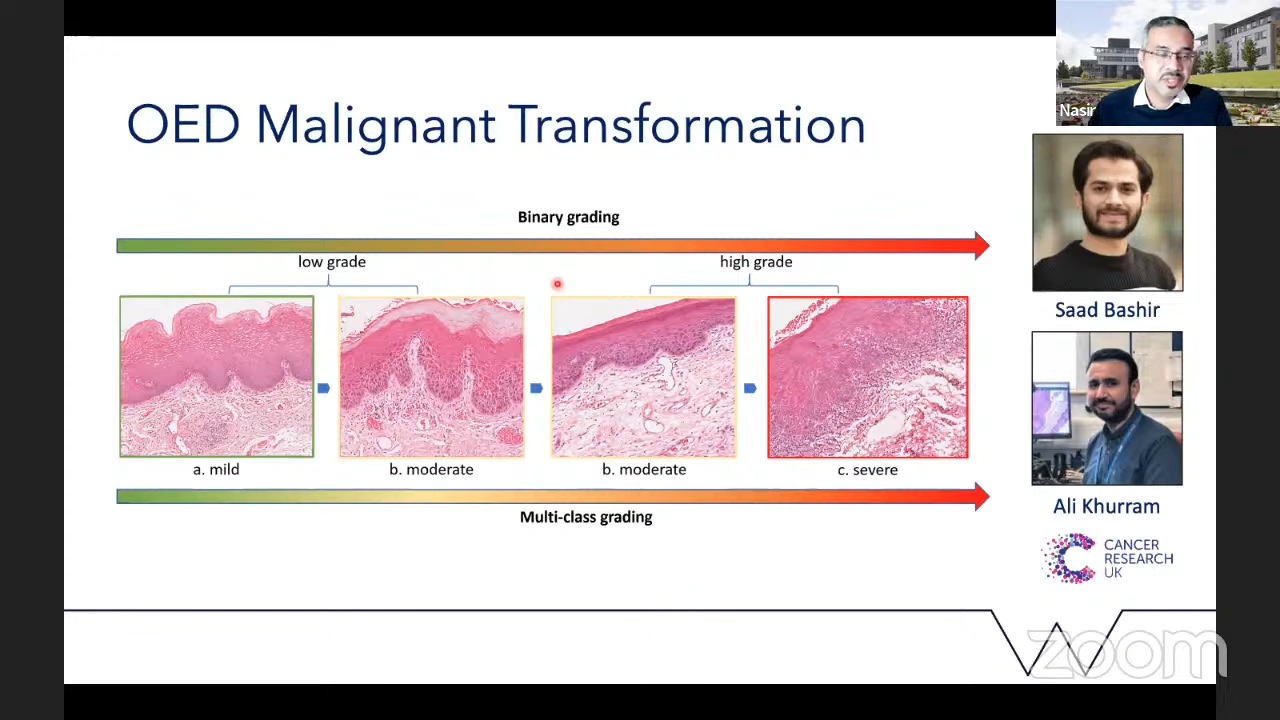 Nasir
OED Malignant Transformation
Binary grading
low grade
high grade
a. mild
b. moderate
b. moderate
c. severe
Multi-class grading
Saad Bashir
Ali Khurram
CANCER
RESEARCH
UK
zoom